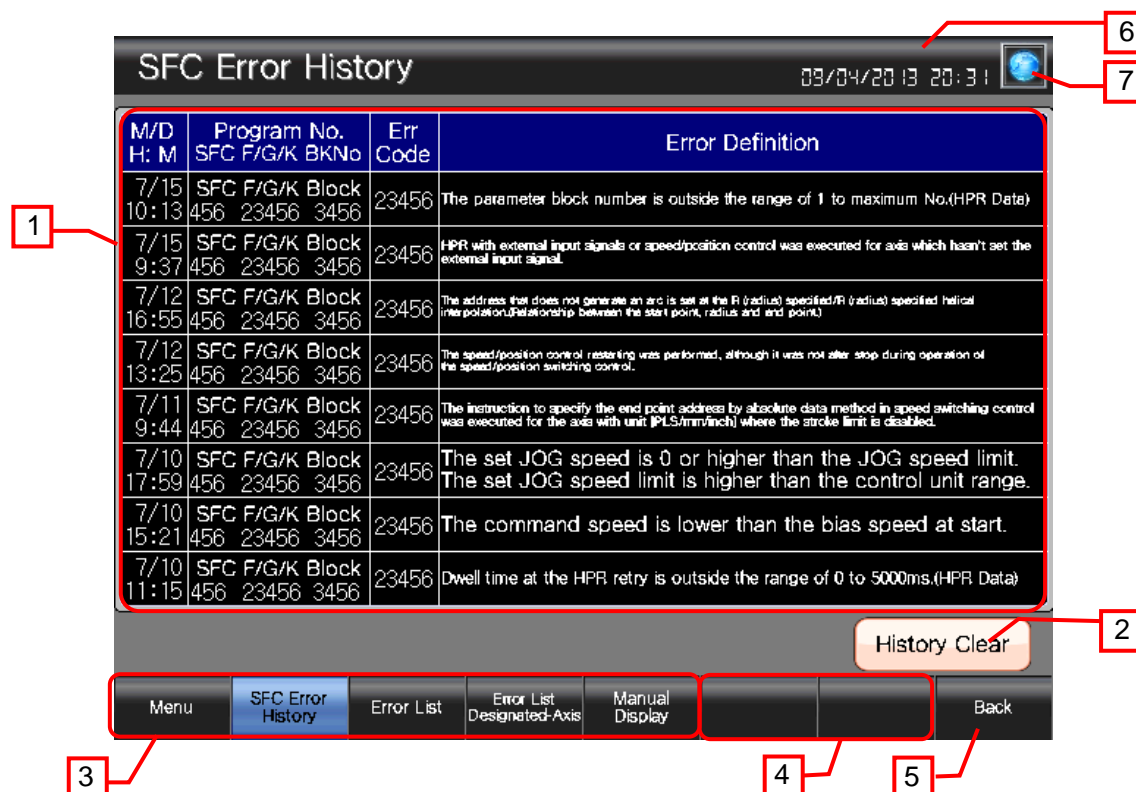 6
SFC Error History
09/04/2013 20:31
7
M/D
H: M
Program No.
SFC F/G/K BKNo
Err
Code
Error Definition
1
7/15
10:13
SFC F/G/K Block
456 23456 3456
23456
The parameter block number is outside the range of 1 to maximum No.(HPR Data)
7/15
9:37
SFC F/G/K Block
456 23456 3456
23456
HPR with external input signals or speed/position control was executed for axis which hasn't set the
external input signal.
7/12
16:55
SFC F/G/K Block
456 23456 3456
23456
The address that does not generate an arc is set at the R (radius) specified/R (radius) specified helical
interpolation.(Relationship between the start point, radius and end point.)
7/12
13:25
SFC F/G/K Block
456 23456 3456
23456
The speed/position control restarting was performed, although it was not after stop during operation of
the speed/position switching control.
7/11
9:44
SFC F/G/K Block
456 23456 3456
23456
The instruction to specify the end point address by absolute data method in speed switching control
was executed for the axis with unit [PLS/mm/inch] where the stroke limit is disabled.
7/10
17:59
SFC F/G/K Block
456 23456 3456
23456
The set JOG speed is 0 or higher than the JOG speed limit.
The set JOG speed limit is higher than the control unit range.
7/10
15:21
SFC F/G/K Block
456 23456 3456
23456
The command speed is lower than the bias speed at start.
7/10
11:15
SFC F/G/K Block
456 23456 3456
23456
Dwell time at the HPR retry is outside the range of 0 to 5000ms.(HPR Data)
History Clear
2
Menu
SFC Error
History
Error List
Error List
Designated-Axis
Manual
Display
Back
3
4
5